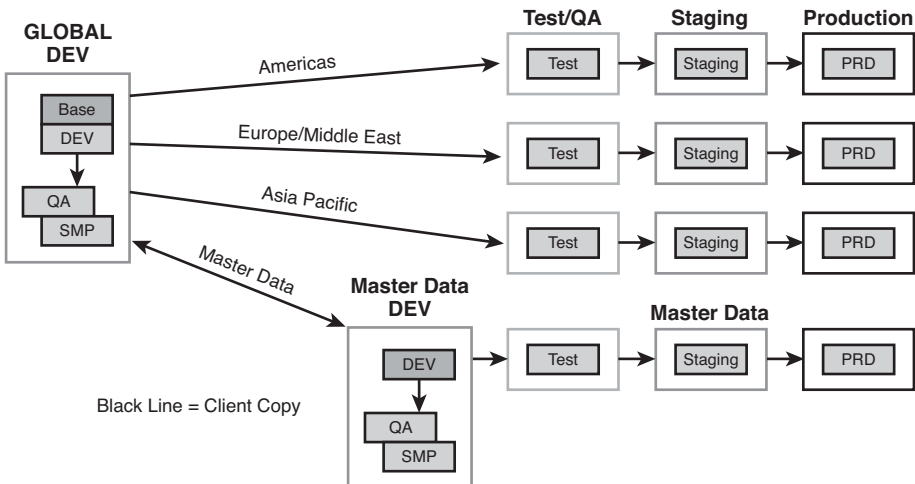 Test/QA
Staging
Production
GLOBAL
DEV
Americas
Test
Staging
PRD
Base
DEV
Europe/Middle East
Test
Staging
PRD
QA
SMP
Asia Pacific
Test
Staging
PRD
Master Data
Master Data
DEV
Master Data
DEV
Test
Staging
PRD
Black Line = Client Copy
QA
SMP